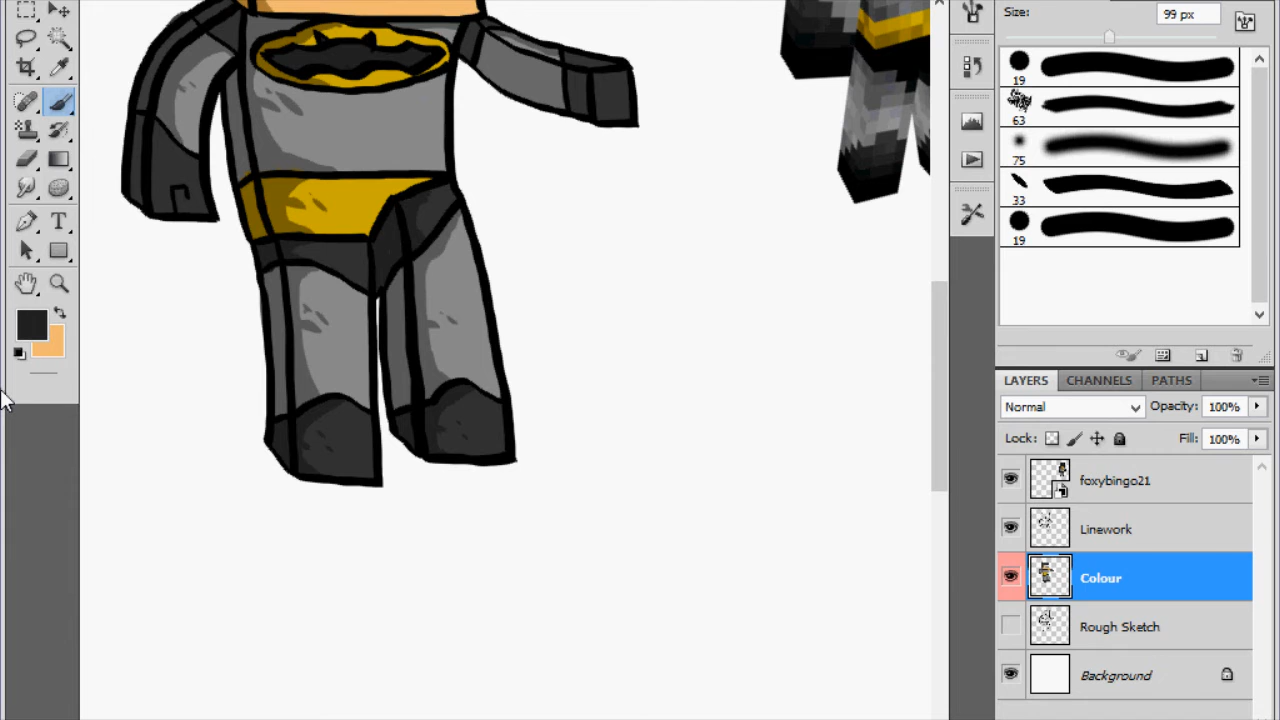 Size: 99 px
19
63
75
33
19
T
LAYERS CHANNELS PATHS
Normal Opacity: 100%
Lock: Fill: 100%
foxybingo21
Linework
Colour
Rough Sketch
Background